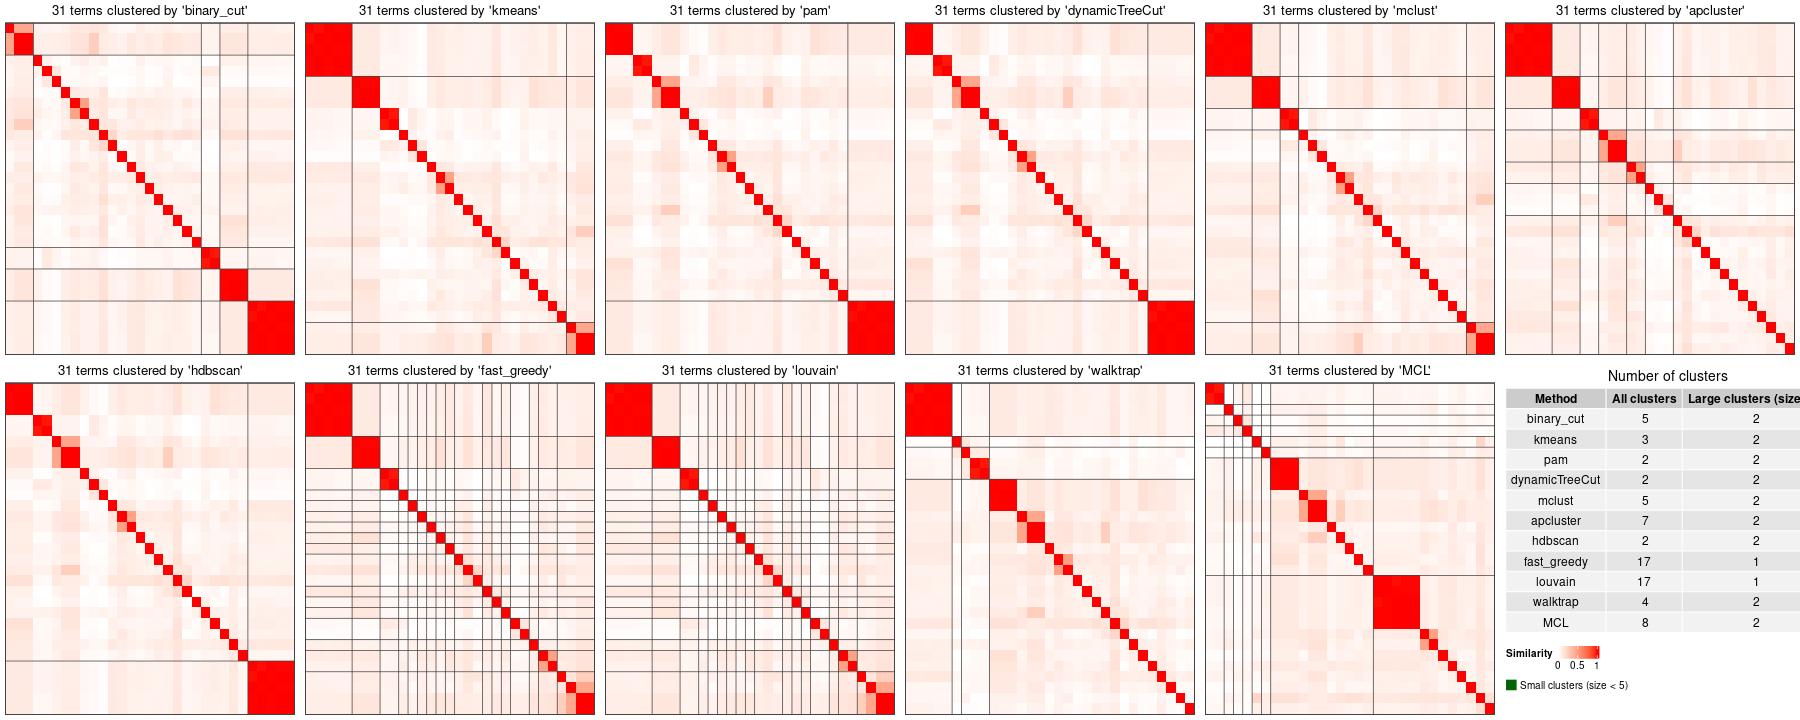 31 terms clustered by 'binary_cut'
31 terms clustered by 'kmeans'
31 terms clustered by 'pam'
31 terms clustered by 'dynamicTreeCut'
31 terms clustered by 'mclust'
31 terms clustered by 'apcluster'
31 terms clustered by 'hdbscan'
31 terms clustered by 'fast_greedy'
31 terms clustered by 'louvain'
31 terms clustered by 'walktrap'
31 terms clustered by 'MCL'
Number of clusters
Method All clusters Large clusters (size
binary_cut 5 2
kmeans 3 2
pam 2 2
dynamicTreeCut 2 2
mclust 5 2
apcluster 7 2
hdbscan 2 2
fast_greedy 17 1
louvain 17 1
walktrap 4 2
MCL 8 2
Similarity
0 0.5 1
Small clusters (size < 5)